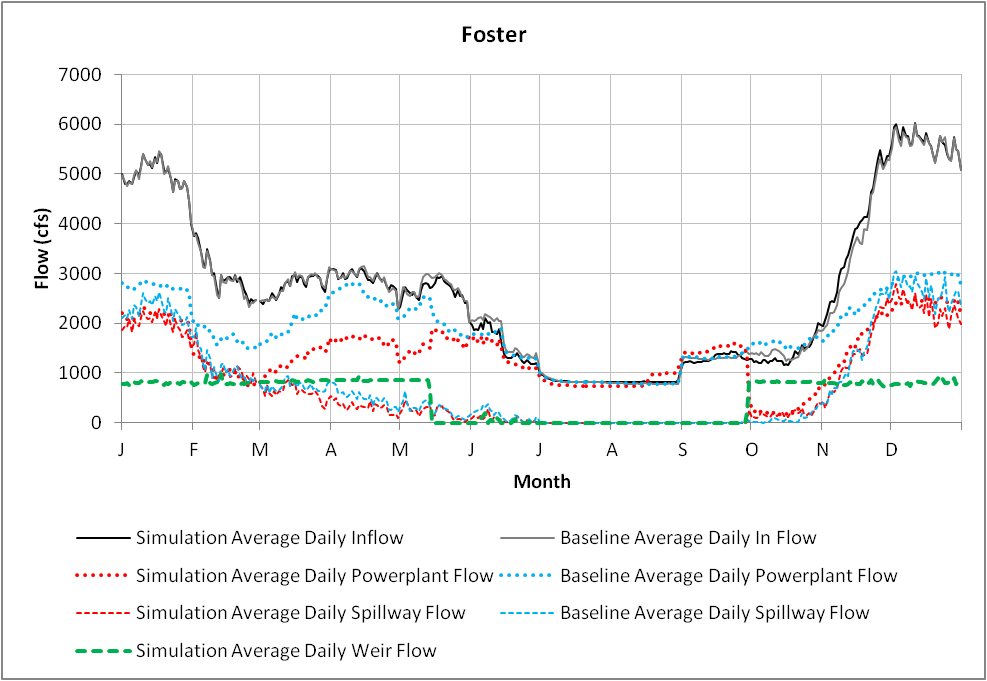 Foster
7000
6000
5000
4000
3000
2000
1000
0
Flow (cfs)
J F M A M J J A S O N D
Month
Simulation Average Daily Inflow Baseline Average Daily In Flow
Simulation Average Daily Powerplant Flow Baseline Average Daily Powerplant Flow
Simulation Average Daily Spillway Flow Baseline Average Daily Spillway Flow
Simulation Average Daily Weir Flow